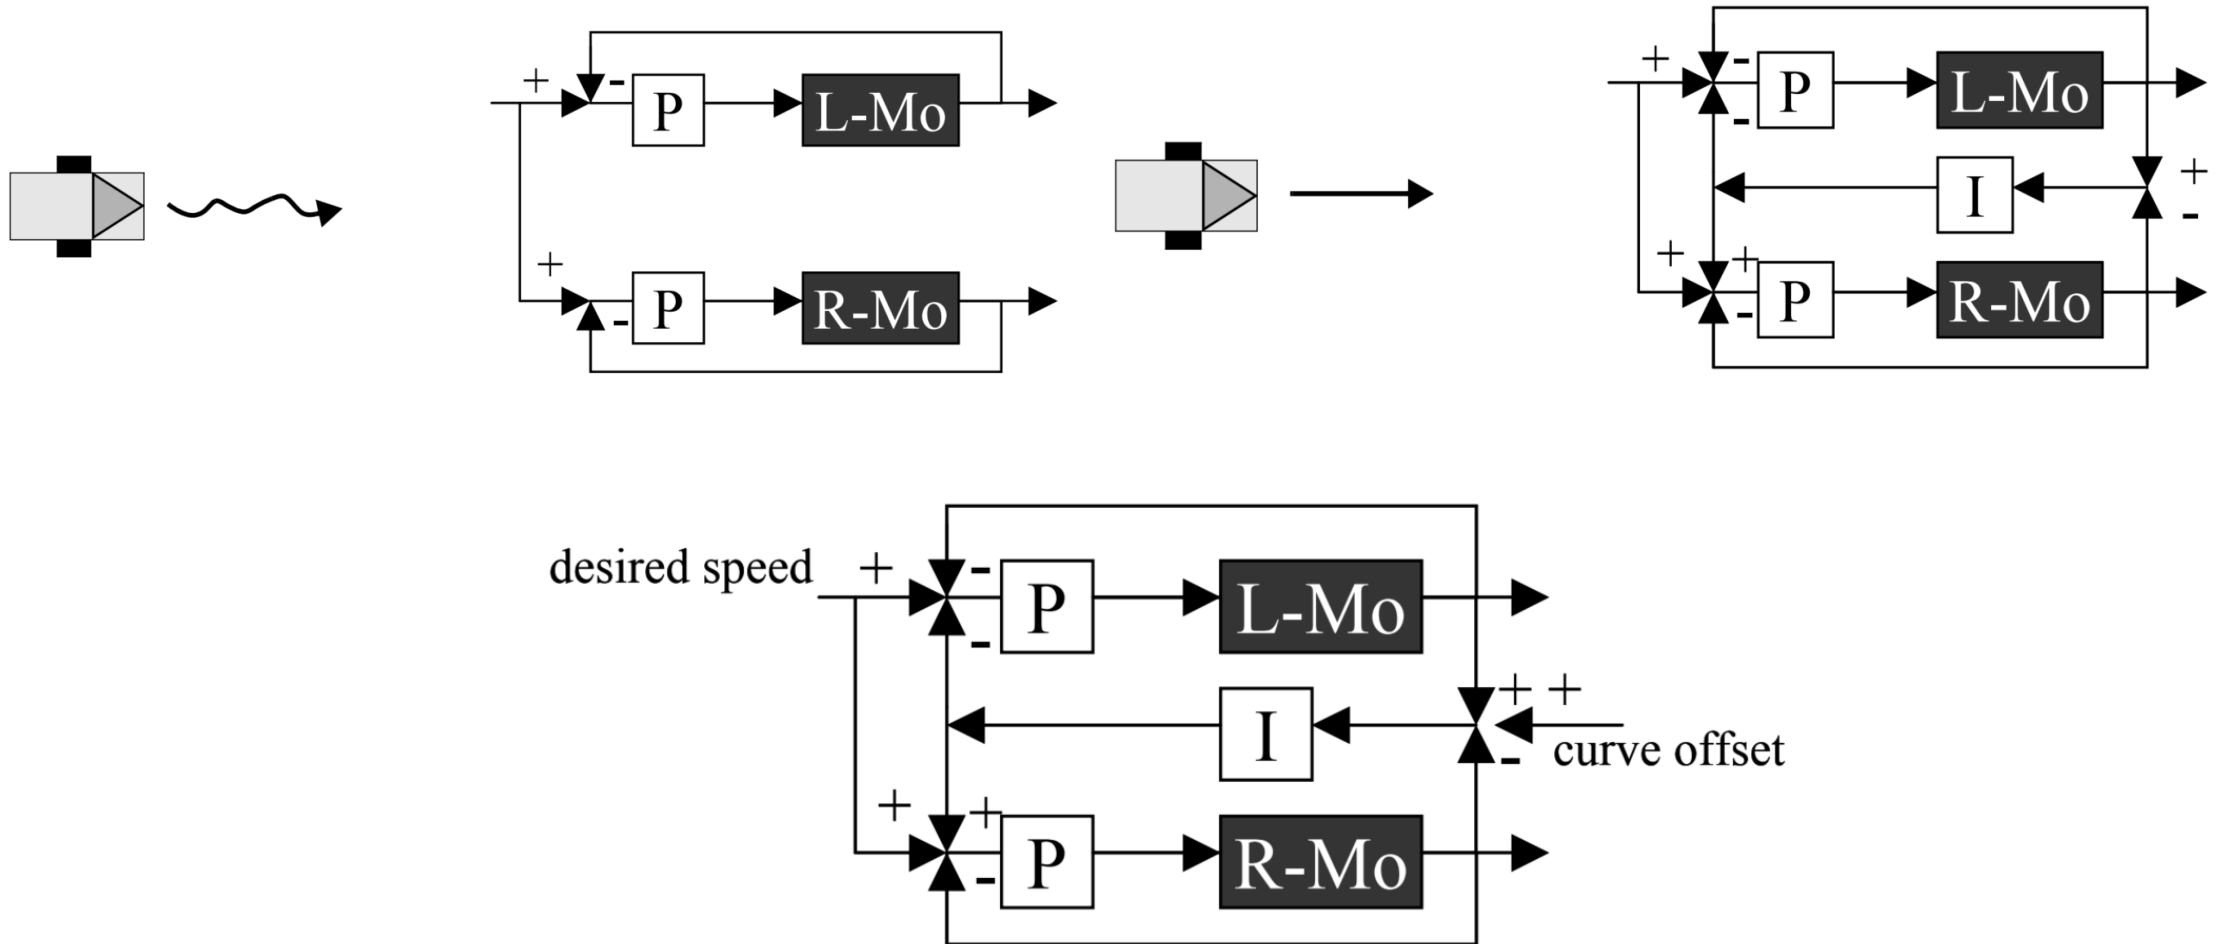 + - P L-Mo
+ - P R-Mo
+ - - P L-Mo
I + -
+ + - P R-Mo
desired speed + - - P L-Mo
I + + - curve offset
+ + - P R-Mo